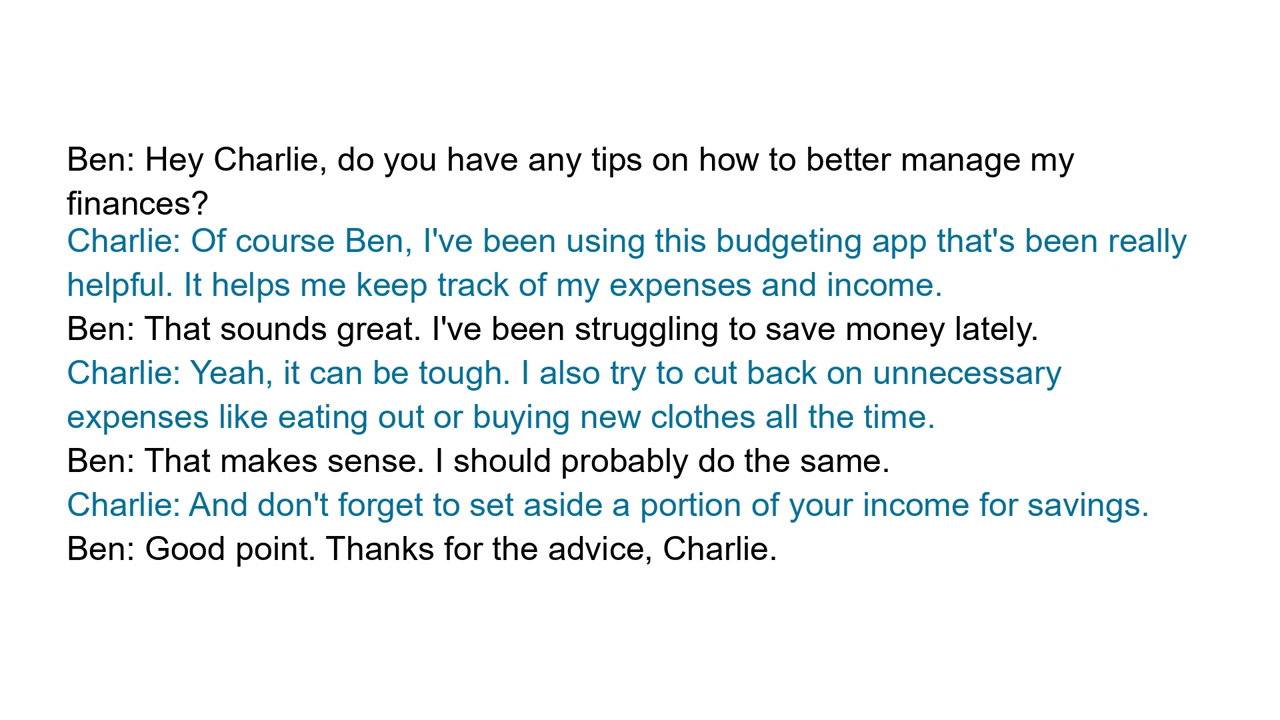 Ben: Hey Charlie, do you have any tips on how to better manage my
finances?
Charlie: Of course Ben, I've been using this budgeting app that's been really
helpful. It helps me keep track of my expenses and income.
Ben: That sounds great. I've been struggling to save money lately.
Charlie: Yeah, it can be tough. I also try to cut back on unnecessary
expenses like eating out or buying new clothes all the time.
Ben: That makes sense. I should probably do the same.
Charlie: And don't forget to set aside a portion of your income for savings.
Ben: Good point. Thanks for the advice, Charlie.